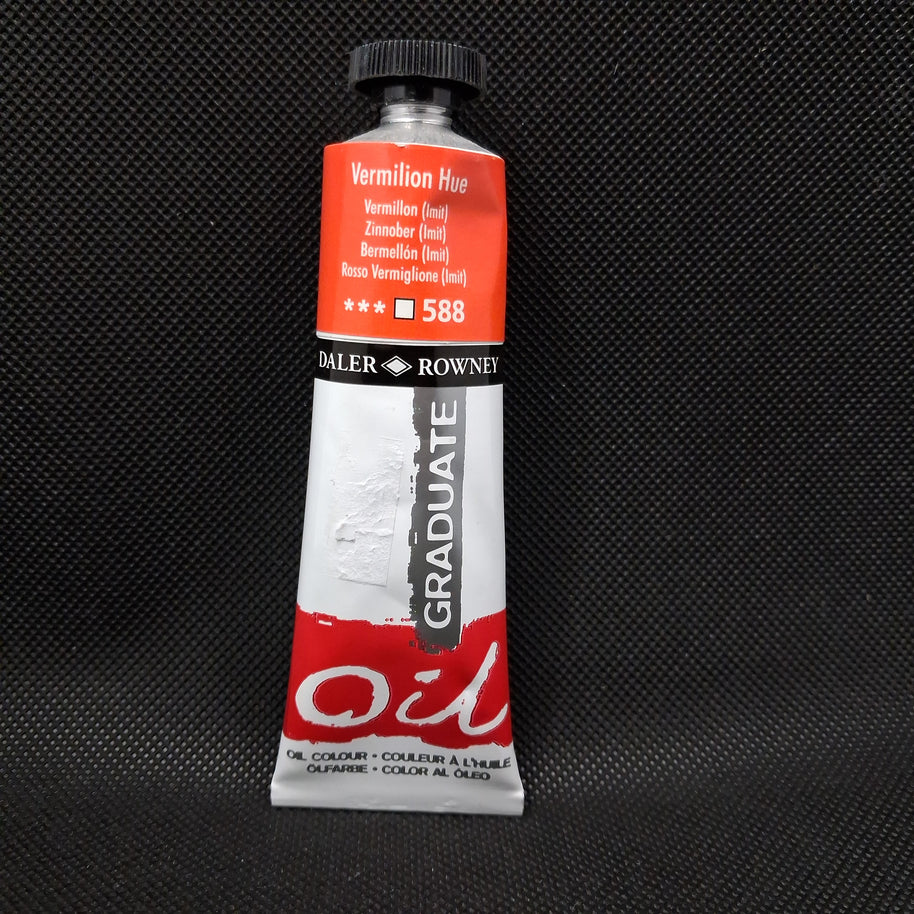 Vermilion Hue
Vermillon (Imit)
Zinnober (Imit)
Bermellón (Imit)
Rosso Vermiglione (Imit)
*** 588
DALER ROWNEY
GRADUATE
Oil
OIL COLOUR • COULEUR À L'HUILE
ÖLFARBE • COLOR AL ÓLEO